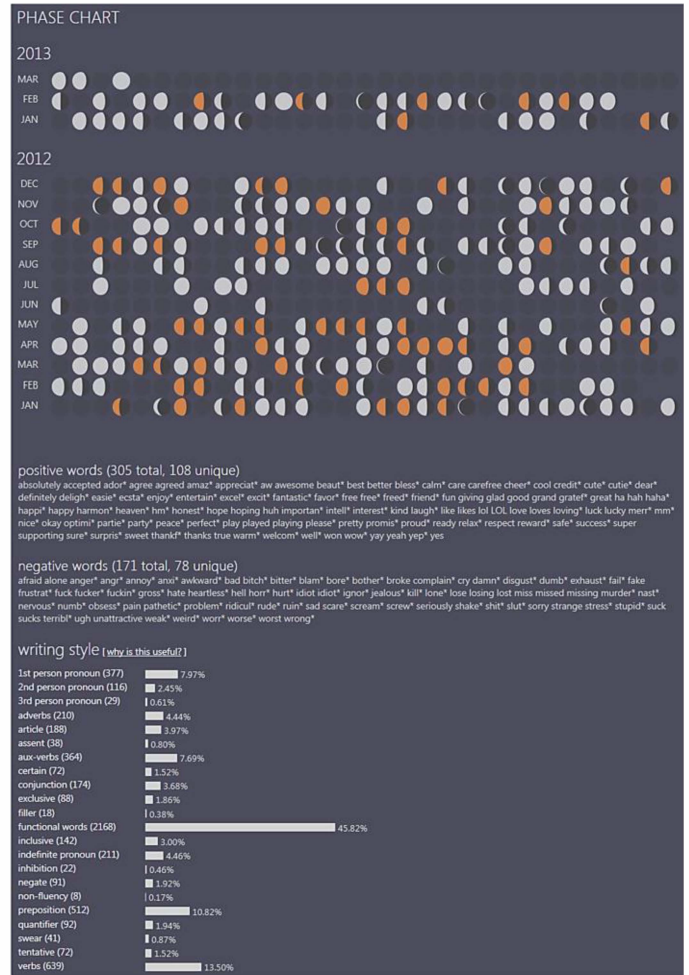 PHASE CHART
2013
MAR
FEB
JAN
2012
DEC
NOV
OCT
SEP
AUG
JUL
JUN
MAY
APR
MAR
FEB
JAN
positive words (305 total, 108 unique)
absolutely accepted ador* agree agreed amaz* appreciat* aw awesome beaut* best better bless* calm* care carefree cheer* cool credit* cute* cutie* dear*
definitely deligh* easie* ecsta* enjoy* entertain* excel* excit* fantastic* favor* free free* freed* friend* fun giving glad good grand gratef* great ha hah haha*
happi* happy harmon* heaven* hm* honest* hope hoping huh importan* intell* interest* kind laugh* like likes lol LOL love loves loving* luck lucky merr* mm*
nice* okay optimi* partie* party* peace* perfect* play played playing please* pretty promis* proud* ready relax* respect reward* safe* success* super
supporting sure* surpris* sweet thankf* thanks true warm* welcom* well* won wow* yay yeah yep* yes
negative words (171 total, 78 unique)
afraid alone anger* angr* annoy* anxi* awkward* bad bitch* bitter* blam* bore* bother* broke complain* cry damn* disgust* dumb* exhaust* fail* fake
frustrat* fuck fucker* fuckin* gross* hate heartless* hell horr* hurt* idiot idiot* ignor* jealous* kill* lone* lose losing lost miss missed missing murder* nast*
nervous* numb* obsess* pain pathetic* problem* ridicul* rude* ruin* sad scare* scream* screw* seriously shake* shit* slut* sorry strange stress* stupid* suck
sucks terribl* ugh unattractive weak* weird* worr* worse* worst wrong*
writing style [ why is this useful? ]
1st person pronoun (377) 7.97%
2nd person pronoun (116) 2.45%
3rd person pronoun (29) 0.61%
adverbs (210) 4.44%
article (188) 3.97%
assent (38) 0.80%
aux-verbs (364) 7.69%
certain (72) 1.52%
conjunction (174) 3.68%
exclusive (88) 1.86%
filler (18) 0.38%
functional words (2168) 45.82%
inclusive (142) 3.00%
indefinite pronoun (211) 4.46%
inhibition (22) 0.46%
negate (91) 1.92%
non-fluency (8) 0.17%
preposition (512) 10.82%
quantifier (92) 1.94%
swear (41) 0.87%
tentative (72) 1.52%
verbs (639) 13.50%